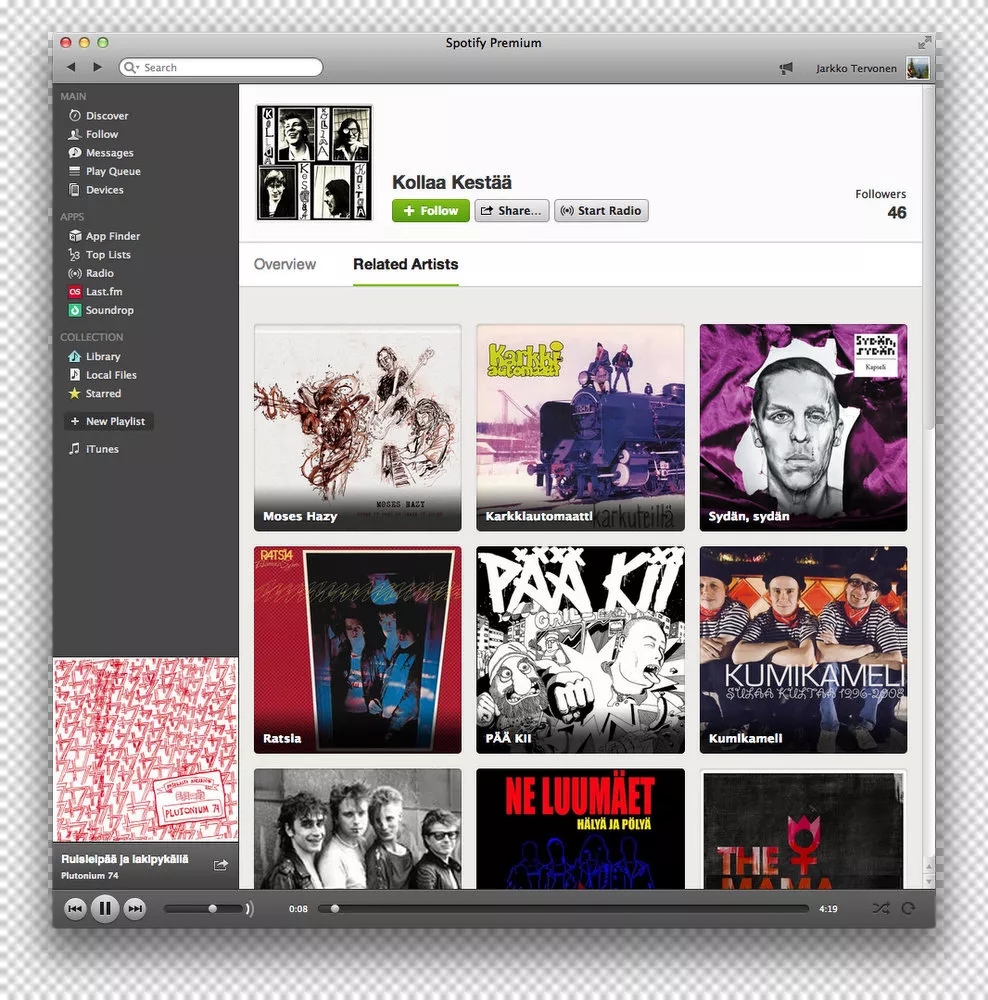 Spotify Premium
Search
Jarkko Tervonen
MAIN
Discover
Follow
Messages
Play Queue
Devices
APPS
App Finder
Top Lists
Radio
Last.fm
Soundrop
COLLECTION
Library
Local Files
Starred
+ New Playlist
iTunes
Kollaa Kestää
+ Follow
Share...
Start Radio
Followers
46
Overview
Related Artists
MOSES HAZY
Moses Hazy
Karkki
automaatti
karkuteillä
Karkkiautomaatti
SYDÄN,
SYDÄN
Kapseli
Sydän, sydän
RATSIA
Ratsia
PÄÄ KII
PÄÄ KII
KUMIKAMELI
SULAA KULTAA 1996-2008
Kumikameli
NE LUUMÄET
HÄLYÄ JA PÖLYÄ
THE
MAMA
PLUTONIUM 74
Ruisleipää ja lakipykäliä
Plutonium 74
0:08
4:19